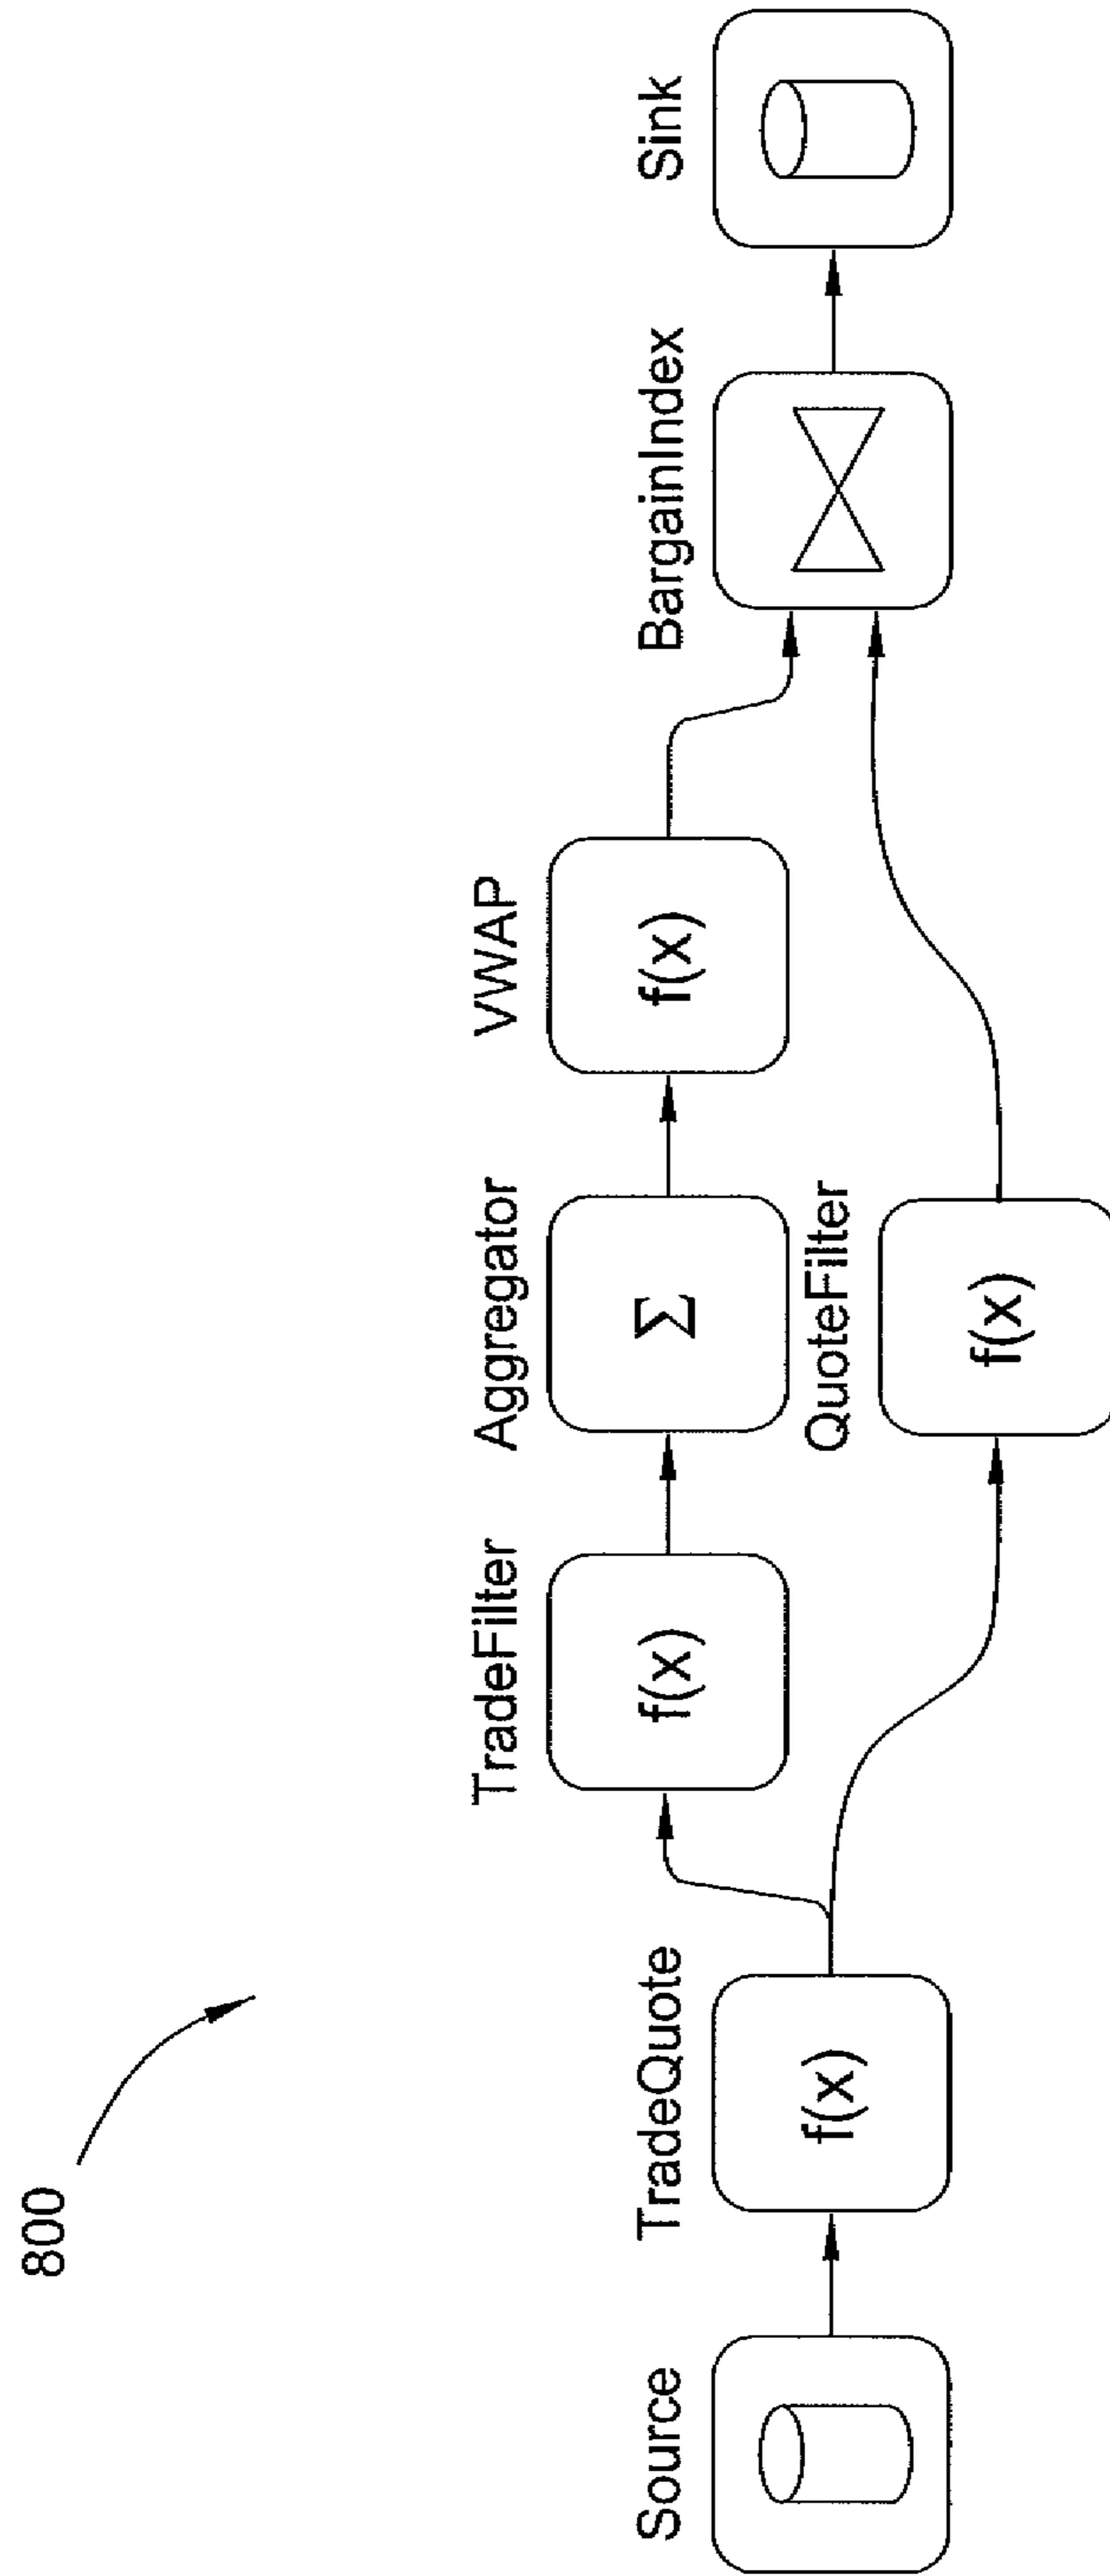 800
Source
TradeQuote
f(x)
TradeFilter
f(x)
Aggregator
Σ
VWAP
f(x)
QuoteFilter
f(x)
BargainIndex
Sink